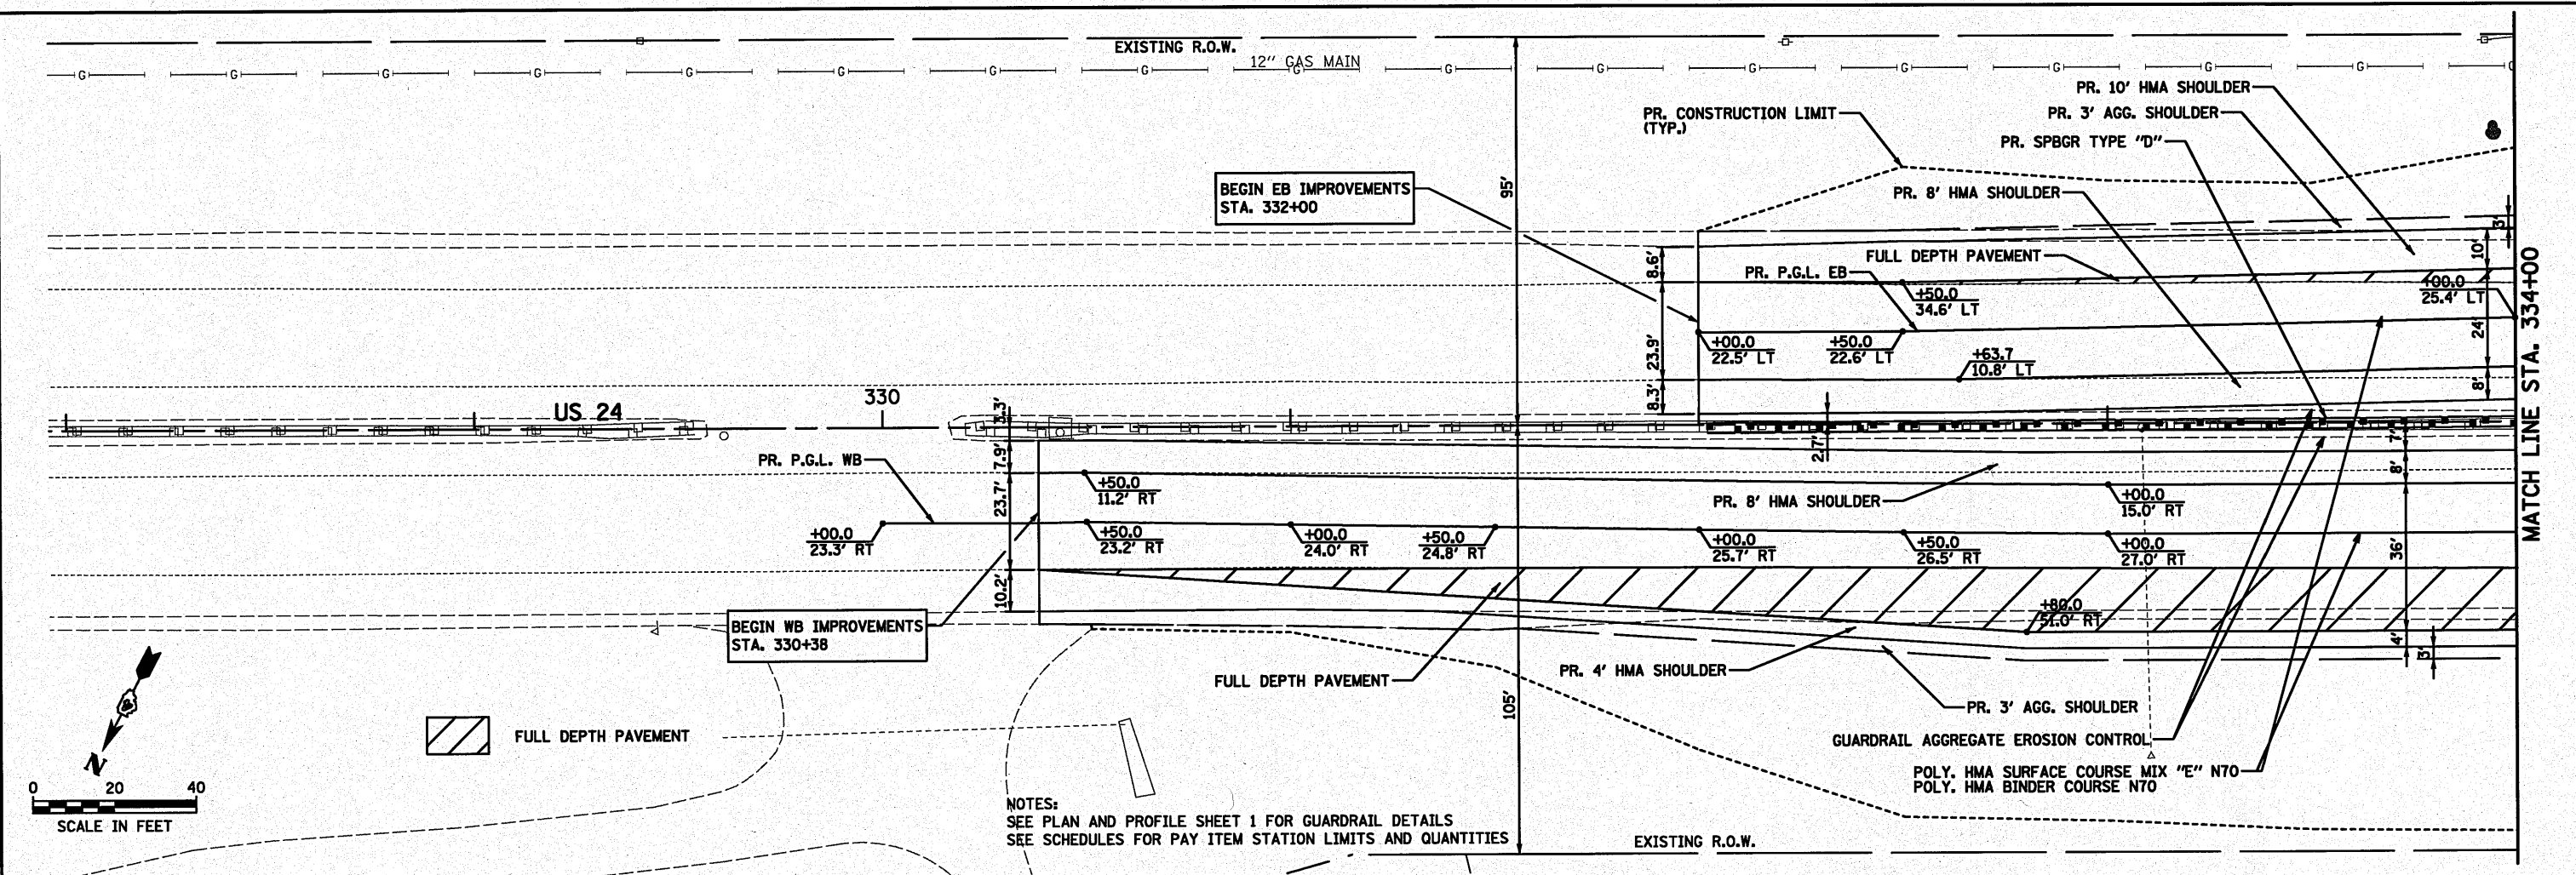 EXISTING R.O.W.
12" GAS MAIN
G G G G G G G G G G G G G G G G G
PR. 10' HMA SHOULDER
PR. CONSTRUCTION LIMIT
(TYP.)
PR. 3' AGG. SHOULDER
PR. SPBGR TYPE "D"
BEGIN EB IMPROVEMENTS
STA. 332+00
95'
PR. 8' HMA SHOULDER
3'
FULL DEPTH PAVEMENT
10'
8.6'
PR. P.G.L. EB
+50.0
34.6' LT
+00.0
25.4' LT
24'
23.9'
+00.0
22.5' LT
+50.0
22.6' LT
+63.7
10.8' LT
8'
8.3'
MATCH LINE STA. 334+00
US 24
330
3.3'
2.7'
7'
PR. P.G.L. WB
7.9'
8'
+50.0
11.2' RT
23.7'
PR. 8' HMA SHOULDER
+00.0
15.0' RT
+00.0
23.3' RT
+50.0
23.2' RT
+00.0
24.0' RT
+50.0
24.8' RT
+00.0
25.7' RT
+50.0
26.5' RT
+00.0
27.0' RT
36'
10.2'
+80.0
51.0' RT
BEGIN WB IMPROVEMENTS
STA. 330+38
4'
3'
FULL DEPTH PAVEMENT
PR. 4' HMA SHOULDER
105'
PR. 3' AGG. SHOULDER
FULL DEPTH PAVEMENT
GUARDRAIL AGGREGATE EROSION CONTROL
POLY. HMA SURFACE COURSE MIX "E" N70
POLY. HMA BINDER COURSE N70
N
0 20 40
SCALE IN FEET
NOTES:
SEE PLAN AND PROFILE SHEET 1 FOR GUARDRAIL DETAILS
SEE SCHEDULES FOR PAY ITEM STATION LIMITS AND QUANTITIES
EXISTING R.O.W.